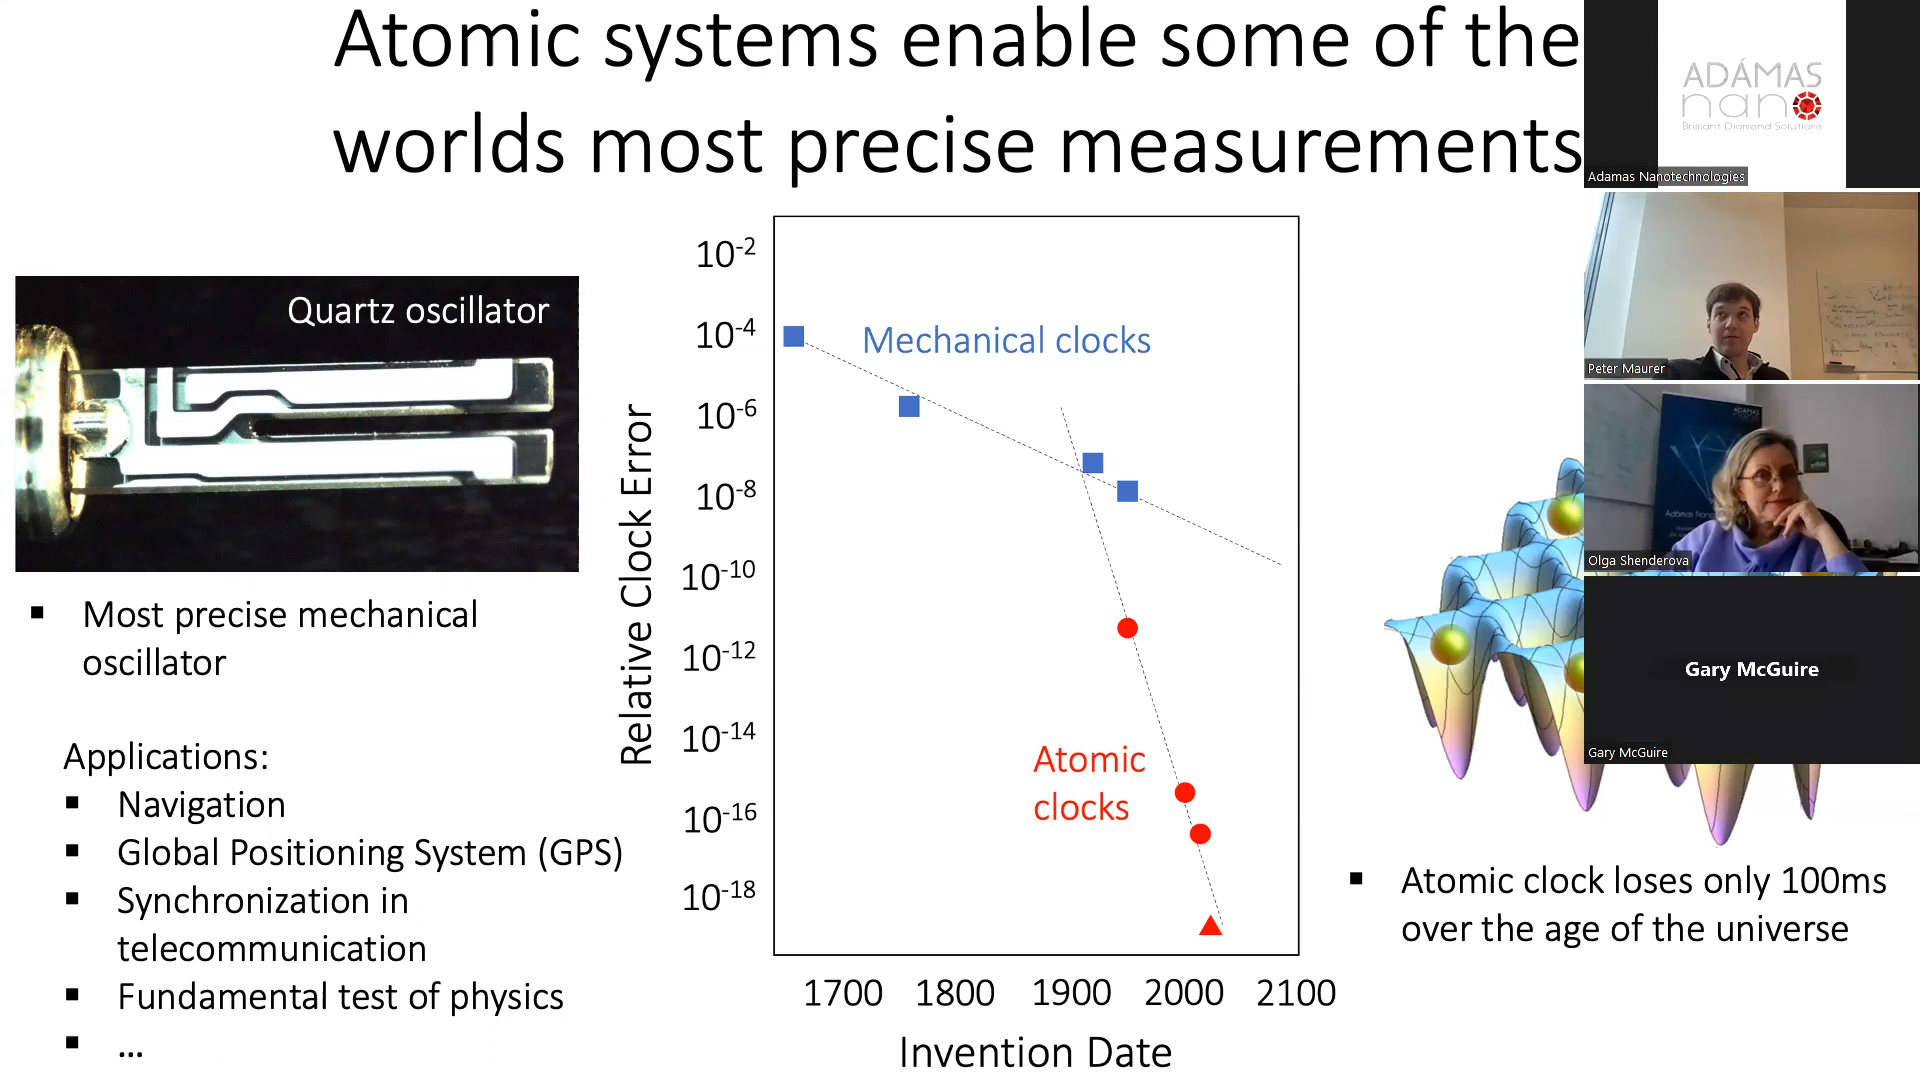 Atomic systems enable some of the
worlds most precise measurements
Quartz oscillator
▪ Most precise mechanical
oscillator
Applications:
▪ Navigation
▪ Global Positioning System (GPS)
▪ Synchronization in
telecommunication
▪ Fundamental test of physics
▪ ...
Relative Clock Error
10-2
10-4
10-6
10-8
10-10
10-12
10-14
10-16
10-18
Mechanical clocks
Atomic
clocks
1700 1800 1900 2000 2100
Invention Date
▪ Atomic clock loses only 100ms
over the age of the universe
ADÁMAS
nano
Brilliant Diamond Solutions
Adamas Nanotechnologies
Peter Maurer
ADÁMAS
Olga Shenderova
Gary McGuire
Gary McGuire